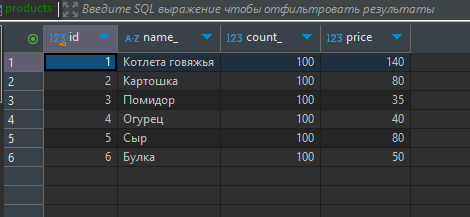 products Введите SQL выражение чтобы отфильтровать результаты
123 id A-Z name_ 123 count_ 123 price
1 1 Котлета говяжья 100 140
2 2 Картошка 100 80
3 3 Помидор 100 35
4 4 Огурец 100 40
5 5 Сыр 100 80
6 6 Булка 100 50